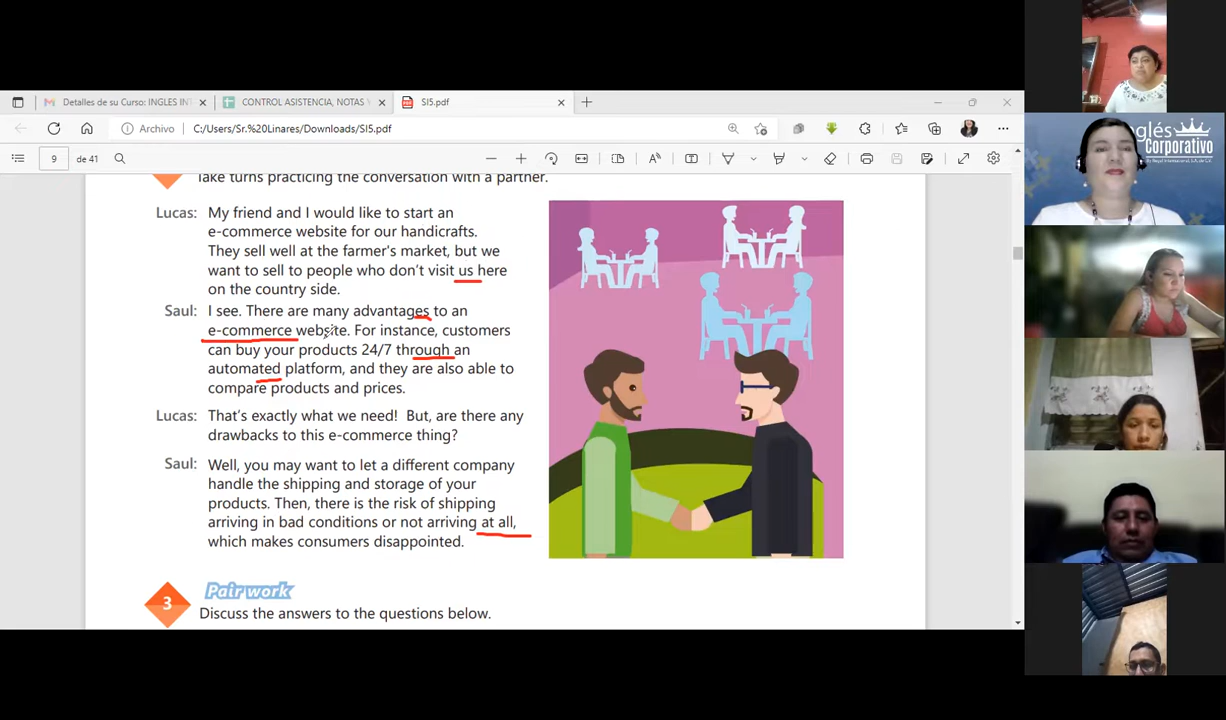 Detalles de su Curso: INGLES IN
CONTROL ASISTENCIA, NOTAS
SI5.pdf
Archivo
C:/Users/Sr.%20Linares/Downloads/SI5.pdf
9
de 41
Take turns practicing the conversation with a partner.
Lucas: My friend and I would like to start an
e-commerce website for our handicrafts.
They sell well at the farmer's market, but we
want to sell to people who don't visit us here
on the country side.
Saul: I see. There are many advantages to an
e-commerce website. For instance, customers
can buy your products 24/7 through an
automated platform, and they are also able to
compare products and prices.
Lucas: That's exactly what we need! But, are there any
drawbacks to this e-commerce thing?
Saul: Well, you may want to let a different company
handle the shipping and storage of your
products. Then, there is the risk of shipping
arriving in bad conditions or not arriving at all,
which makes consumers disappointed.
3
Pair work
Discuss the answers to the questions below.
glés
Corporativo